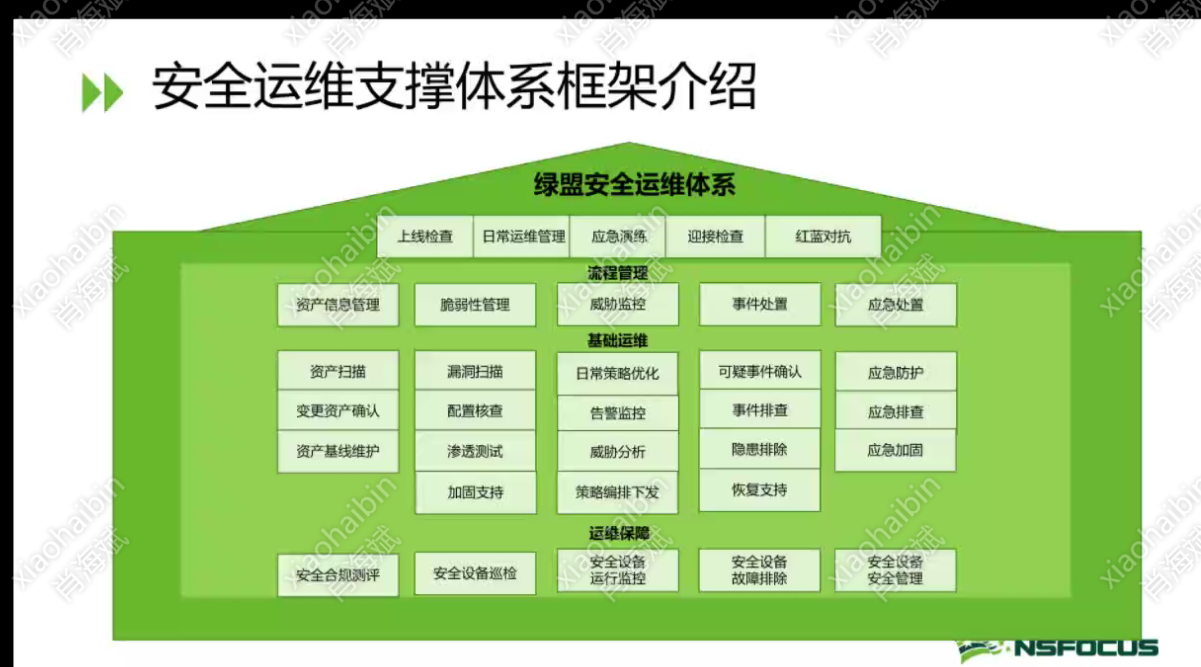 安全运维支撑体系框架介绍
绿盟安全运维体系
上线检查 日常运维管理 应急演练 迎接检查 红蓝对抗
流程管理
资产信息管理 脆弱性管理 威胁监控 事件处置 应急处置
基础运维
资产扫描 漏洞扫描 日常策略优化 可疑事件确认 应急防护
变更资产确认 配置核查 告警监控 事件排查 应急排查
资产基线维护 渗透测试 威胁分析 隐患排除 应急加固
加固支持 策略编排下发 恢复支持
运维保障
安全合规测评 安全设备巡检 安全设备 安全设备 安全设备
运行监控 故障排除 安全管理
NSFOCUS
xiaohaibin
肖海斌